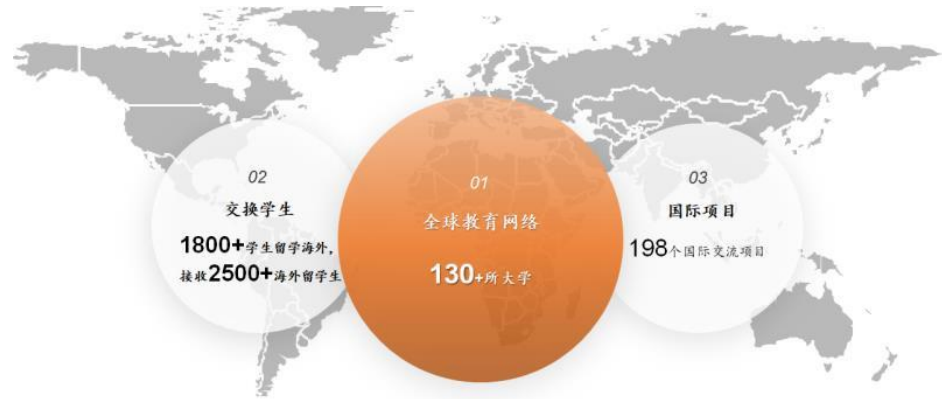 02
交换学生
1800+学生留学海外，
接收2500+海外留学生
01
全球教育网络
130+所大学
03
国际项目
198个国际交流项目